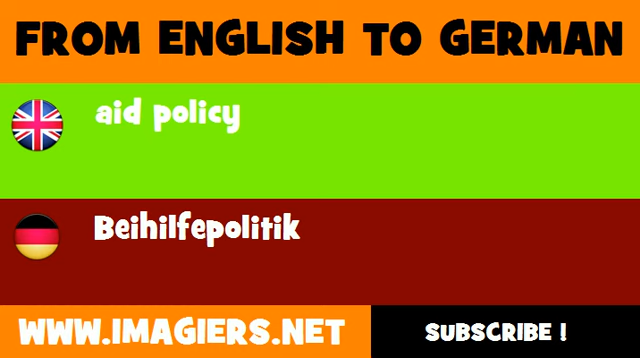 FROM ENGLISH TO GERMAN
aid policy
Beihilfepolitik
WWW.IMAGIERS.NET
SUBSCRIBE !